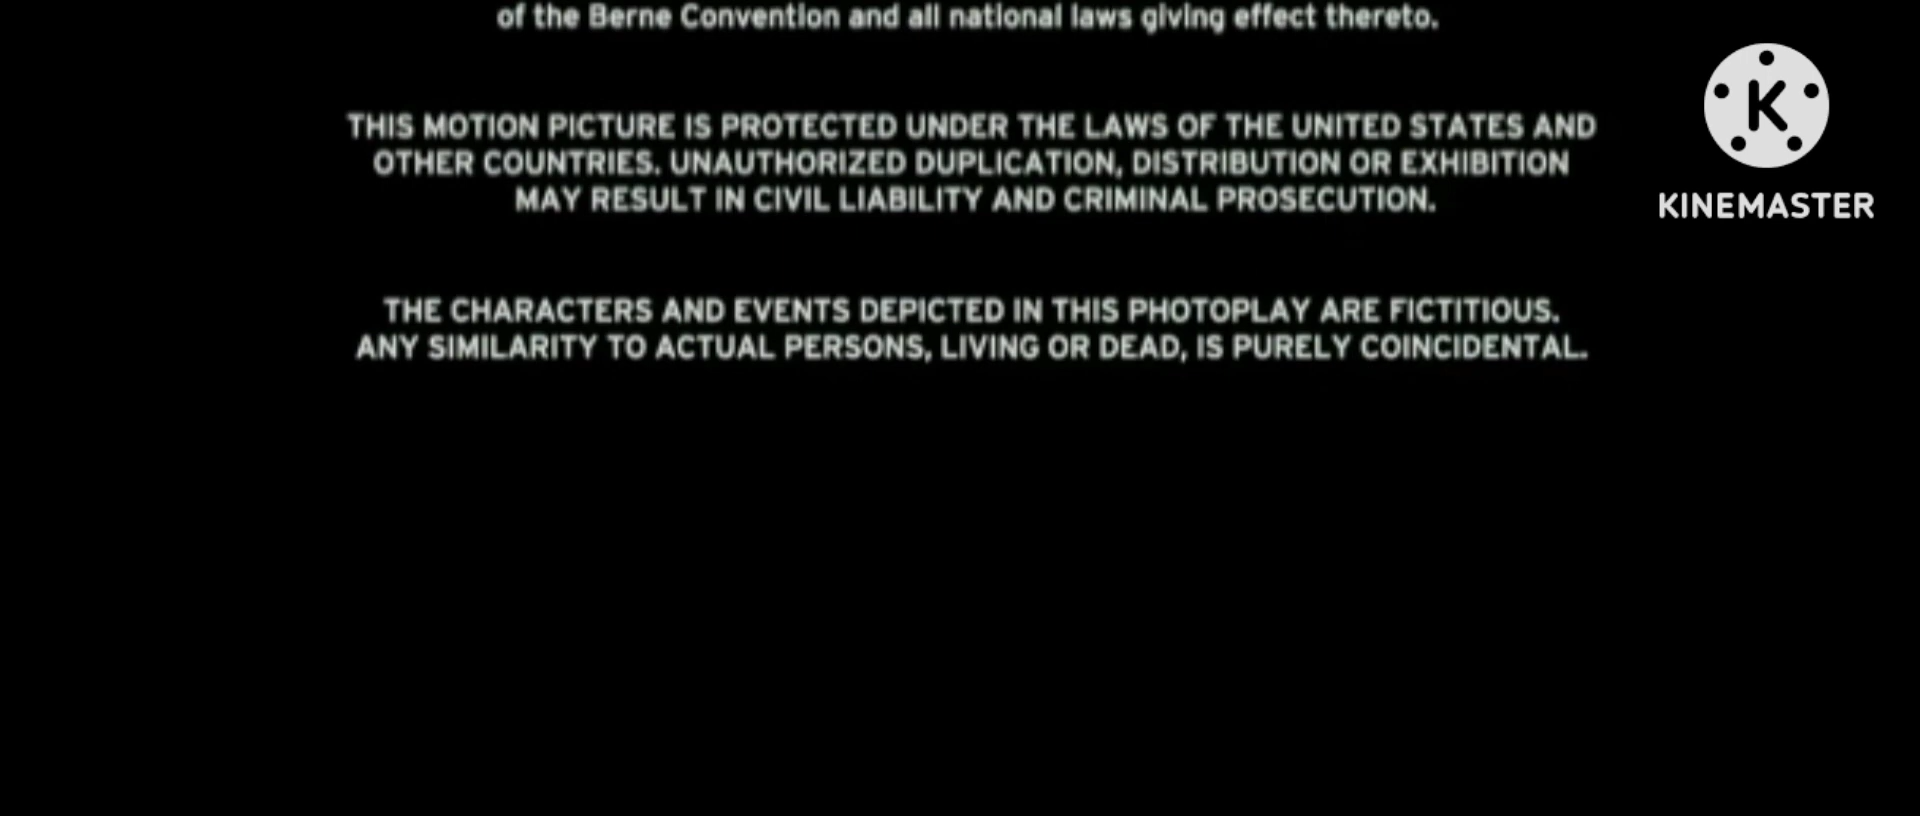 of the Berne Convention and all national laws giving effect thereto.
THIS MOTION PICTURE IS PROTECTED UNDER THE LAWS OF THE UNITED STATES AND
OTHER COUNTRIES. UNAUTHORIZED DUPLICATION, DISTRIBUTION OR EXHIBITION
MAY RESULT IN CIVIL LIABILITY AND CRIMINAL PROSECUTION.
THE CHARACTERS AND EVENTS DEPICTED IN THIS PHOTOPLAY ARE FICTITIOUS.
ANY SIMILARITY TO ACTUAL PERSONS, LIVING OR DEAD, IS PURELY COINCIDENTAL.
K
KINEMASTER